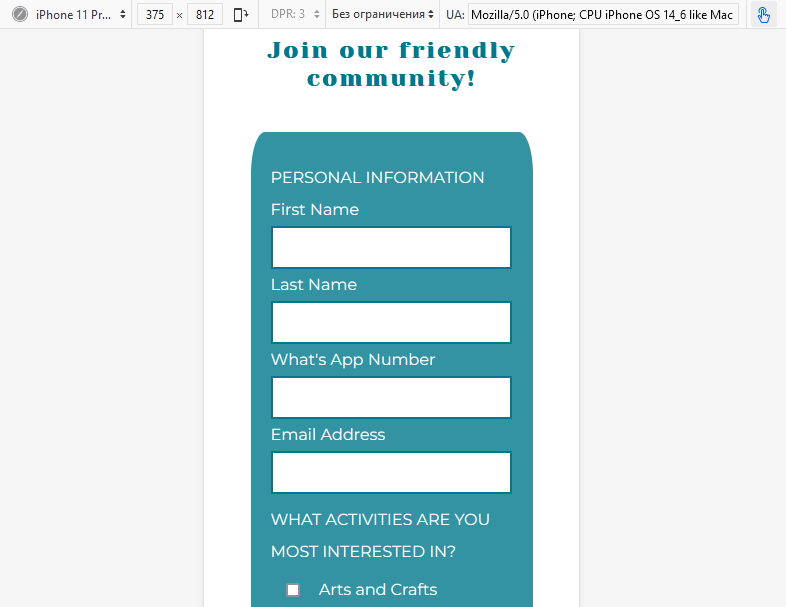 iPhone 11 Pr... 375 × 812 DPR: 3 Без ограничения UA: Mozilla/5.0 (iPhone; CPU iPhone OS 14_6 like Mac
Join our friendly
community!
PERSONAL INFORMATION
First Name
Last Name
What's App Number
Email Address
WHAT ACTIVITIES ARE YOU
MOST INTERESTED IN?
Arts and Crafts